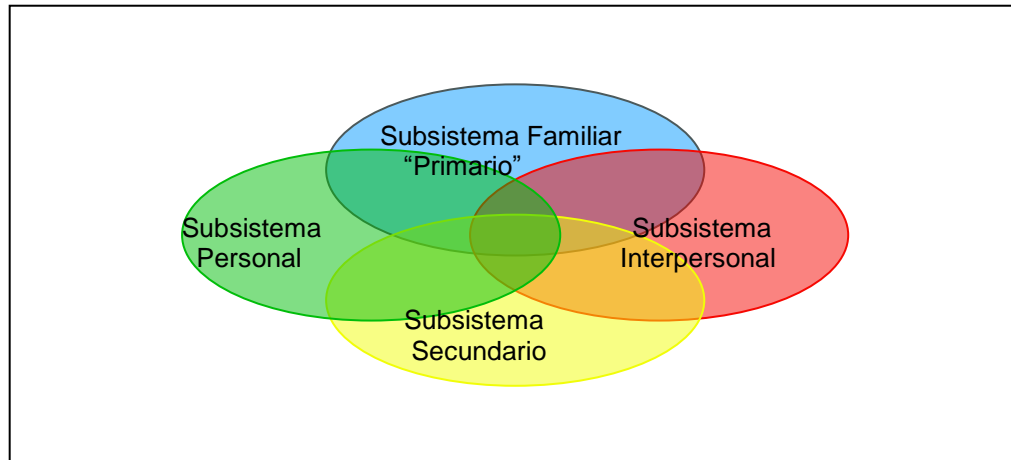 Subsistema Familiar
“Primario”
Subsistema
Personal
Subsistema
Interpersonal
Subsistema
Secundario